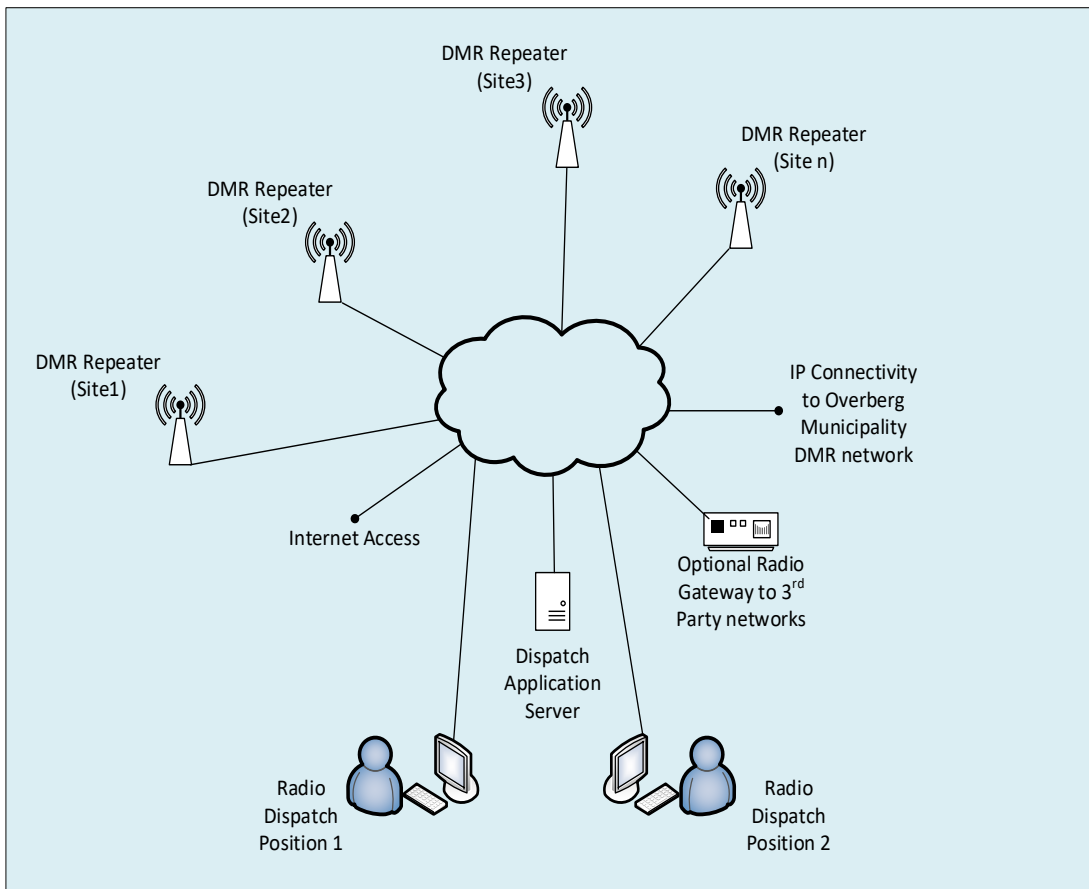 DMR Repeater
(Site3)
DMR Repeater
(Site n)
DMR Repeater
(Site2)
DMR Repeater
(Site1)
IP Connectivity
to Overberg
Municipality
DMR network
Internet Access
Optional Radio
Gateway to 3rd
Party networks
Dispatch
Application
Server
Radio
Dispatch
Position 1
Radio
Dispatch
Position 2